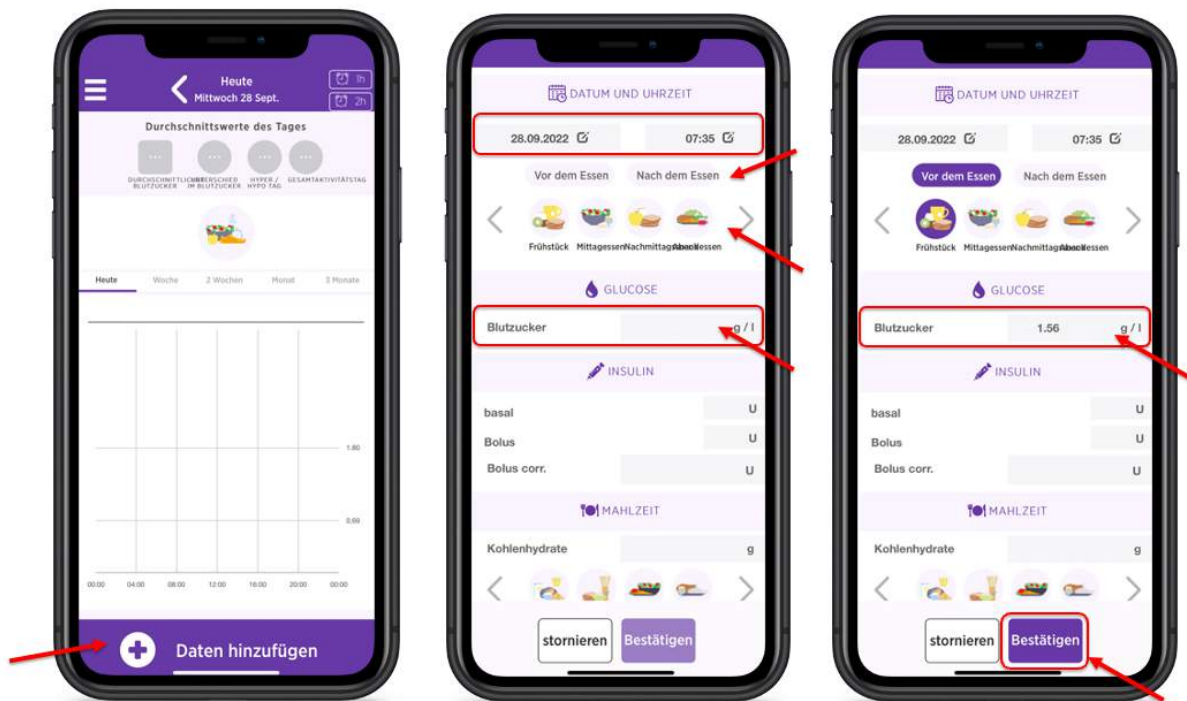 Heute
Mittwoch 28 Sept.
1h
2h
Durchschnittswerte des Tages
DURCHSCHNITTLICHER BLUTZUCKER
IM BLUTZUCKER
HYPER / HYPO TAG
GESAMTAKTIVITÄTSTAG
Heute Woche 2 Wochen Monat 3 Monate
1.80
00:00 04:00 08:00 12:00 16:00 20:00 00:00
Daten hinzufügen
DATUM UND UHRZEIT
28.09.2022 07:35
Vor dem Essen Nach dem Essen
Frühstück Mittagessen
GLUCOSE
Blutzucker g / l
INSULIN
basal U
Bolus U
Bolus corr. U
MAHLZEIT
Kohlenhydrate g
stornieren Bestätigen
DATUM UND UHRZEIT
28.09.2022 07:35
Vor dem Essen Nach dem Essen
Frühstück Mittagessen
GLUCOSE
Blutzucker 1.56 g / l
INSULIN
basal U
Bolus U
Bolus corr. U
MAHLZEIT
Kohlenhydrate g
stornieren Bestätigen